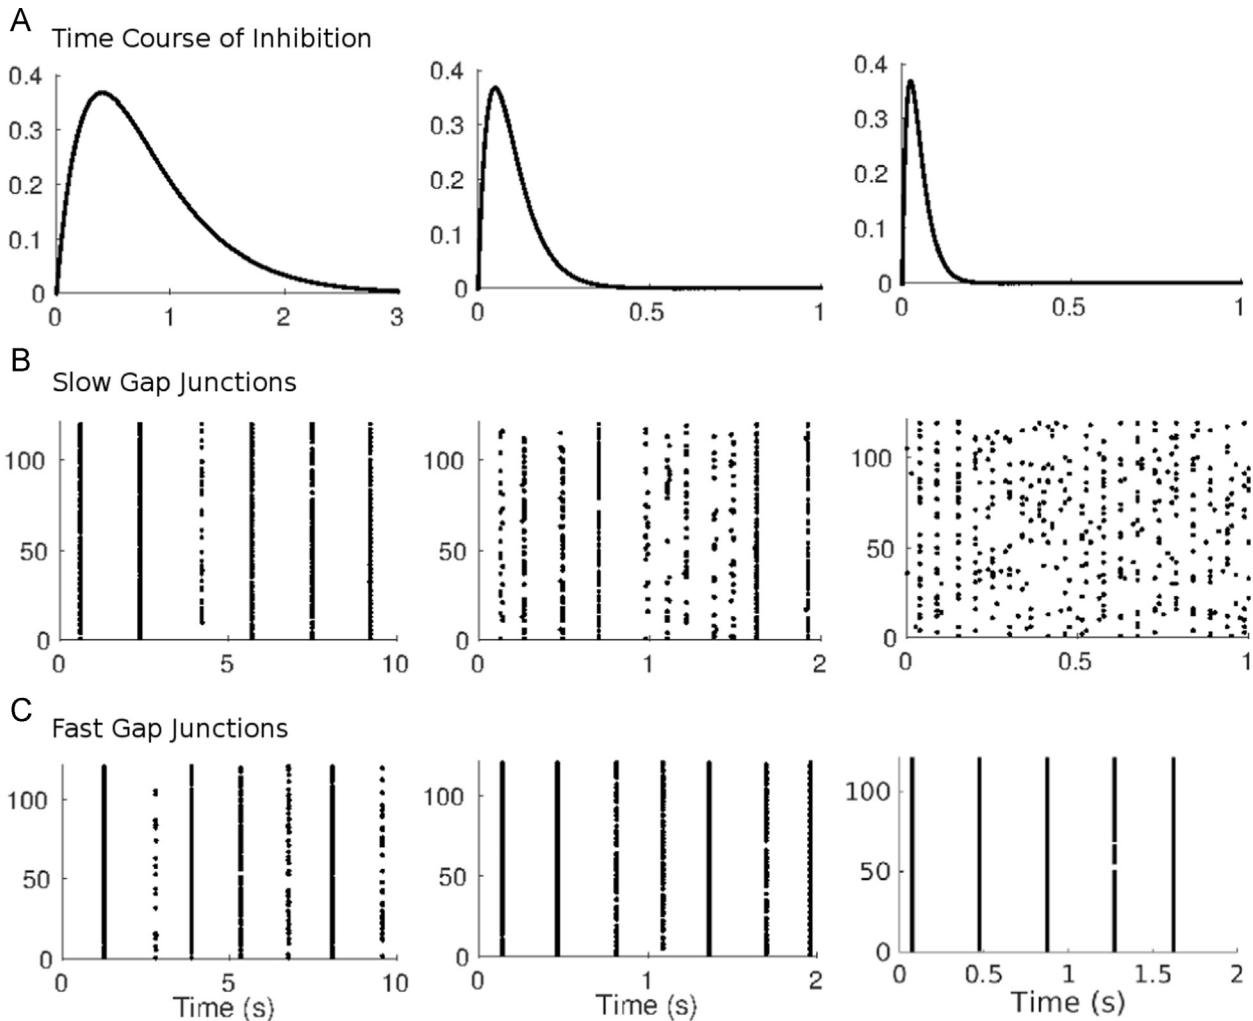 A
Time Course of Inhibition
0.4 0.4 0.4
0.3 0.3 0.3
0.2 0.2 0.2
0.1 0.1 0.1
0 0 0
0 1 2 3 0 0.5 1 0 0.5 1
B
Slow Gap Junctions
100 100 100
50 50 50
0 0 0
0 5 10 0 1 2 0 0.5 1
C
Fast Gap Junctions
100 100 100
50 50 50
0 0 0
0 5 10 0 1 2 0 0.5 1 1.5 2
Time (s) Time (s) Time (s)